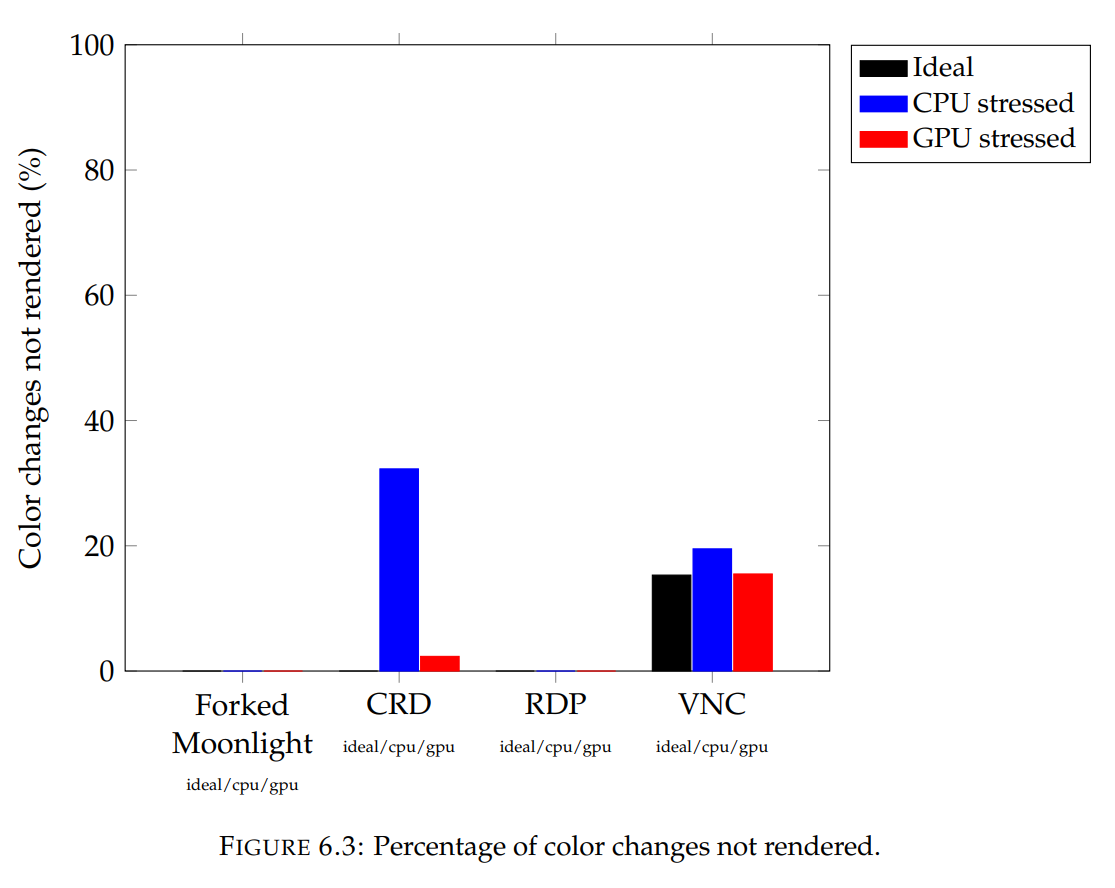 100
80
60
40
20
0
Color changes not rendered (%)
Ideal
CPU stressed
GPU stressed
Forked
Moonlight
ideal/cpu/gpu
CRD
ideal/cpu/gpu
RDP
ideal/cpu/gpu
VNC
ideal/cpu/gpu
FIGURE 6.3: Percentage of color changes not rendered.